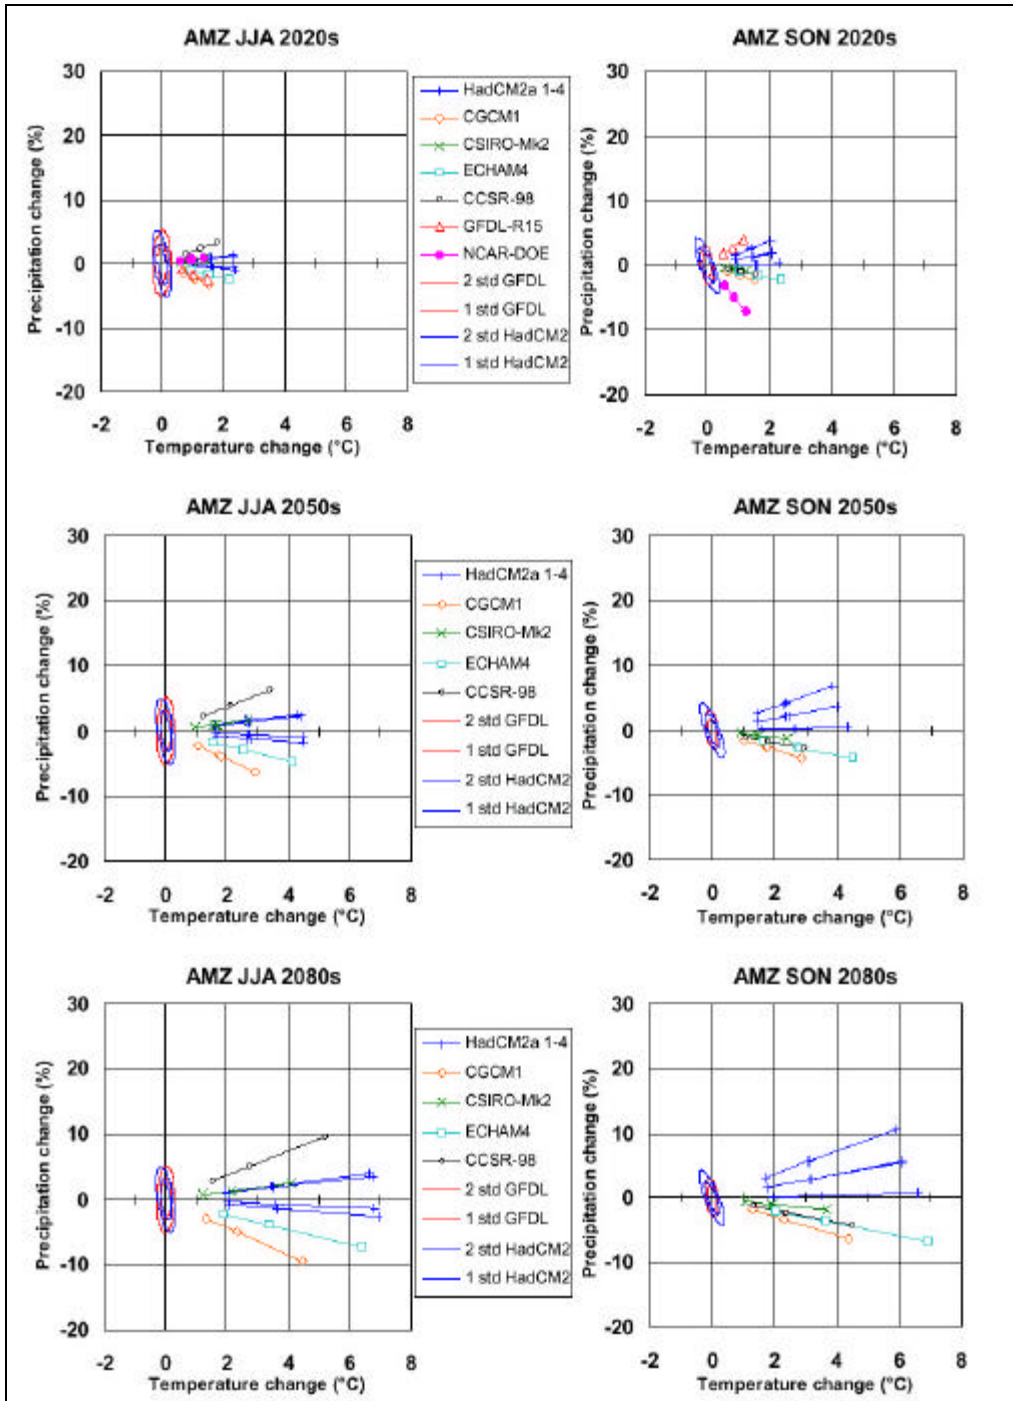 AMZ JJA 2020s
30
20
10
0
-10
-20
-2 0 2 4 6 8
Precipitation change (%)
Temperature change (°C)
HadCM2a 1-4
CGCM1
CSIRO-Mk2
ECHAM4
CCSR-98
GFDL-R15
NCAR-DOE
2 std GFDL
1 std GFDL
2 std HadCM2
1 std HadCM2
AMZ SON 2020s
30
20
10
0
-10
-20
-2 0 2 4 6 8
Precipitation change (%)
Temperature change (°C)
AMZ JJA 2050s
30
20
10
0
-10
-20
-2 0 2 4 6 8
Precipitation change (%)
Temperature change (°C)
HadCM2a 1-4
CGCM1
CSIRO-Mk2
ECHAM4
CCSR-98
2 std GFDL
1 std GFDL
2 std HadCM2
1 std HadCM2
AMZ SON 2050s
30
20
10
0
-10
-20
-2 0 2 4 6 8
Precipitation change (%)
Temperature change (°C)
AMZ JJA 2080s
30
20
10
0
-10
-20
-2 0 2 4 6 8
Precipitation change (%)
Temperature change (°C)
HadCM2a 1-4
CGCM1
CSIRO-Mk2
ECHAM4
CCSR-98
2 std GFDL
1 std GFDL
2 std HadCM2
1 std HadCM2
AMZ SON 2080s
30
20
10
0
-10
-20
-2 0 2 4 6 8
Precipitation change (%)
Temperature change (°C)